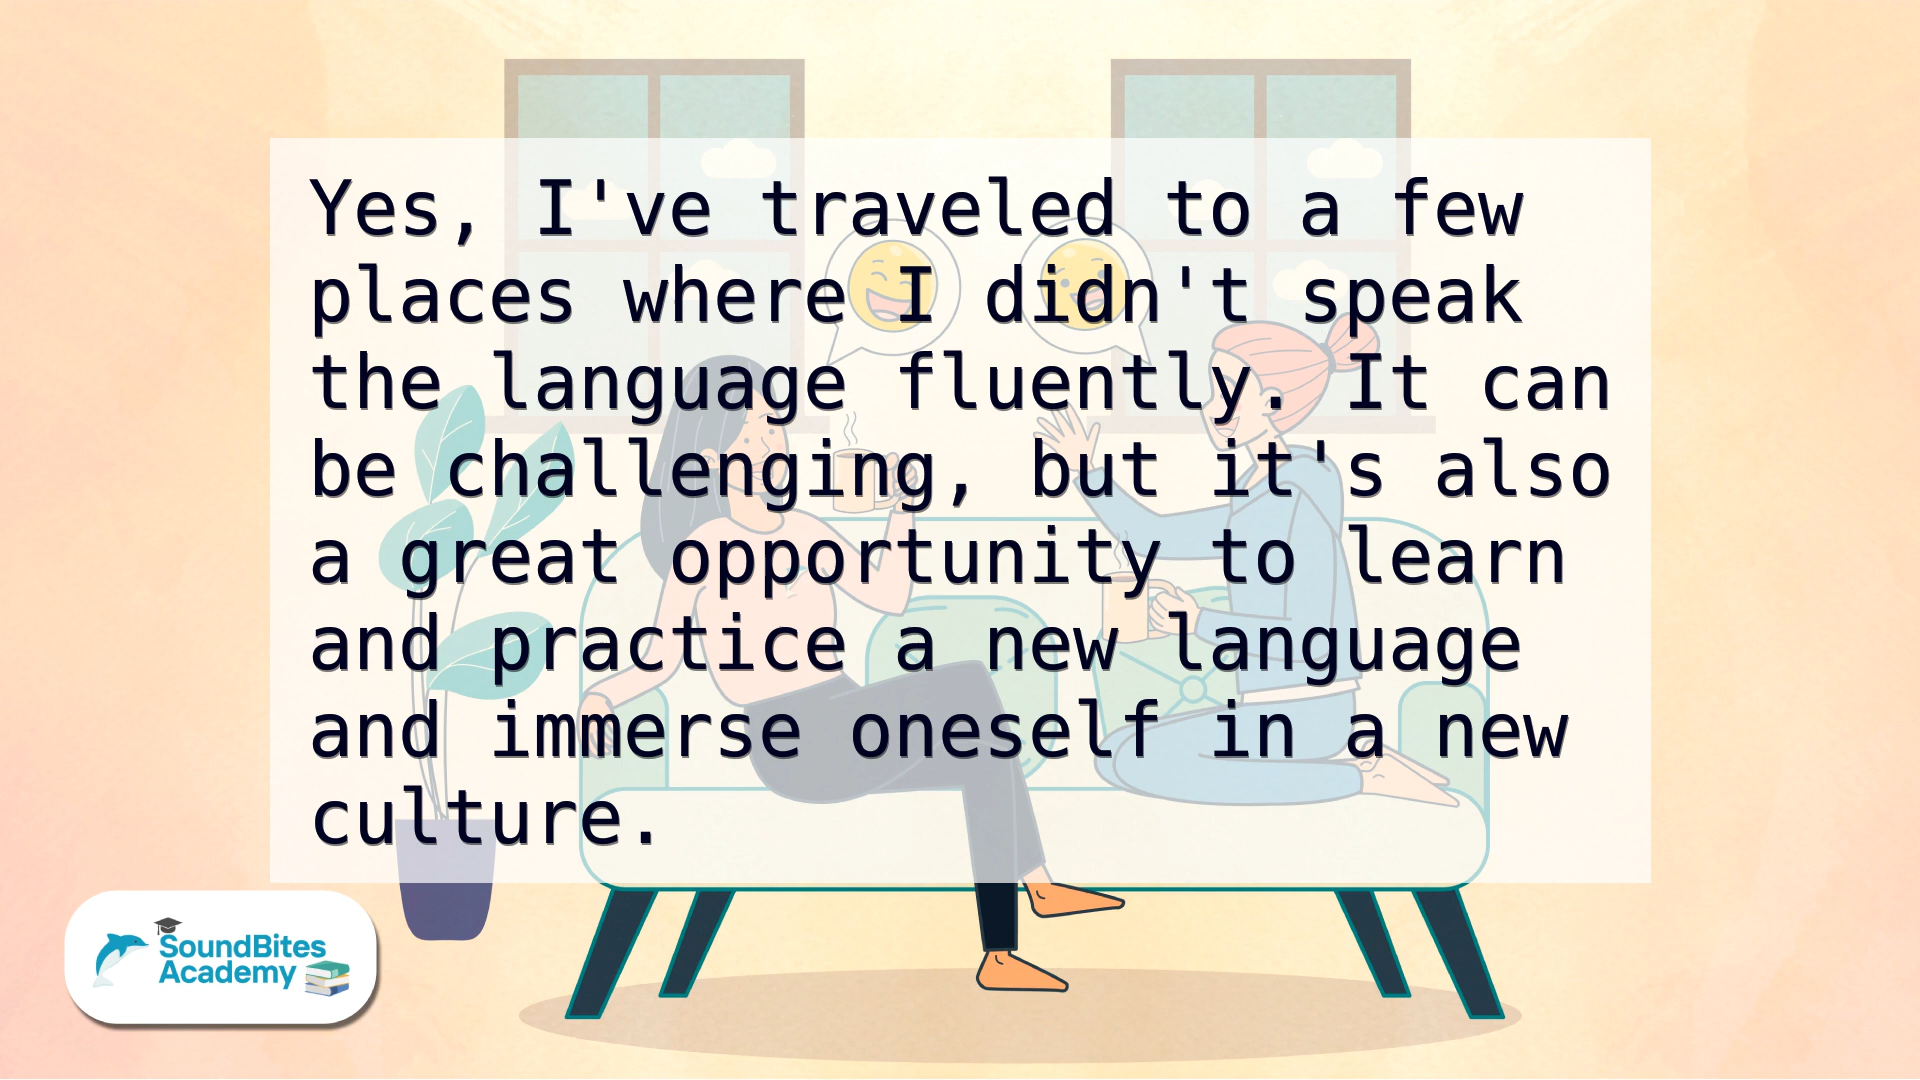 Yes, I've traveled to a few
places where I didn't speak
the language fluently. It can
be challenging, but it's also
a great opportunity to learn
and practice a new language
and immerse oneself in a new
culture.
SoundBites
Academy